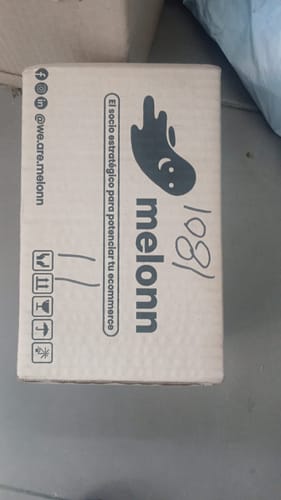 melonn
El socio estratégico para potenciar tu ecommerce
@we.are.melonn
1081
11